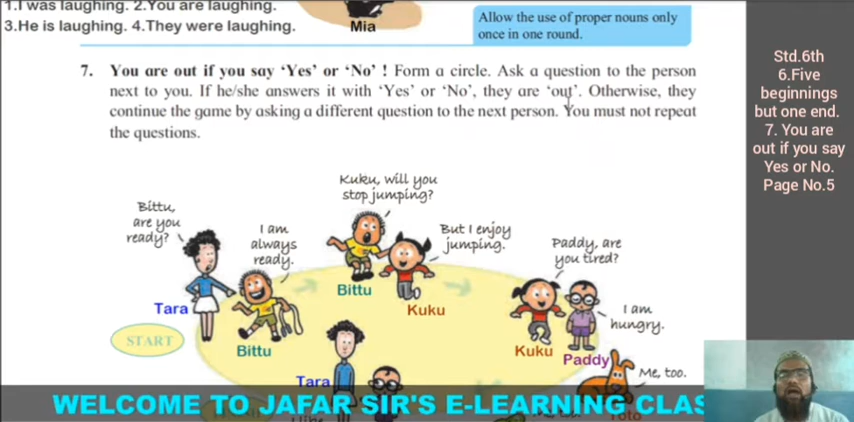 1.I was laughing. 2.You are laughing.
3.He is laughing. 4.They were laughing.
Mia
Allow the use of proper nouns only
once in one round.
7. You are out if you say ‘Yes’ or ‘No’ ! Form a circle. Ask a question to the person
next to you. If he/she answers it with ‘Yes’ or ‘No’, they are ‘out’. Otherwise, they
continue the game by asking a different question to the next person. You must not repeat
the questions.
Bittu,
are you
ready?
I am
always
ready.
Kuku, will you
stop jumping?
But I enjoy
jumping.
Paddy, are
you tired?
I am
hungry.
Me, too.
Tara
START
Bittu
Bittu
Kuku
Kuku
Paddy
Tara
Toto
WELCOME TO JAFAR SIR'S E-LEARNING CLAS
Std.6th
6.Five
beginnings
but one end.
7. You are
out if you say
Yes or No.
Page No.5